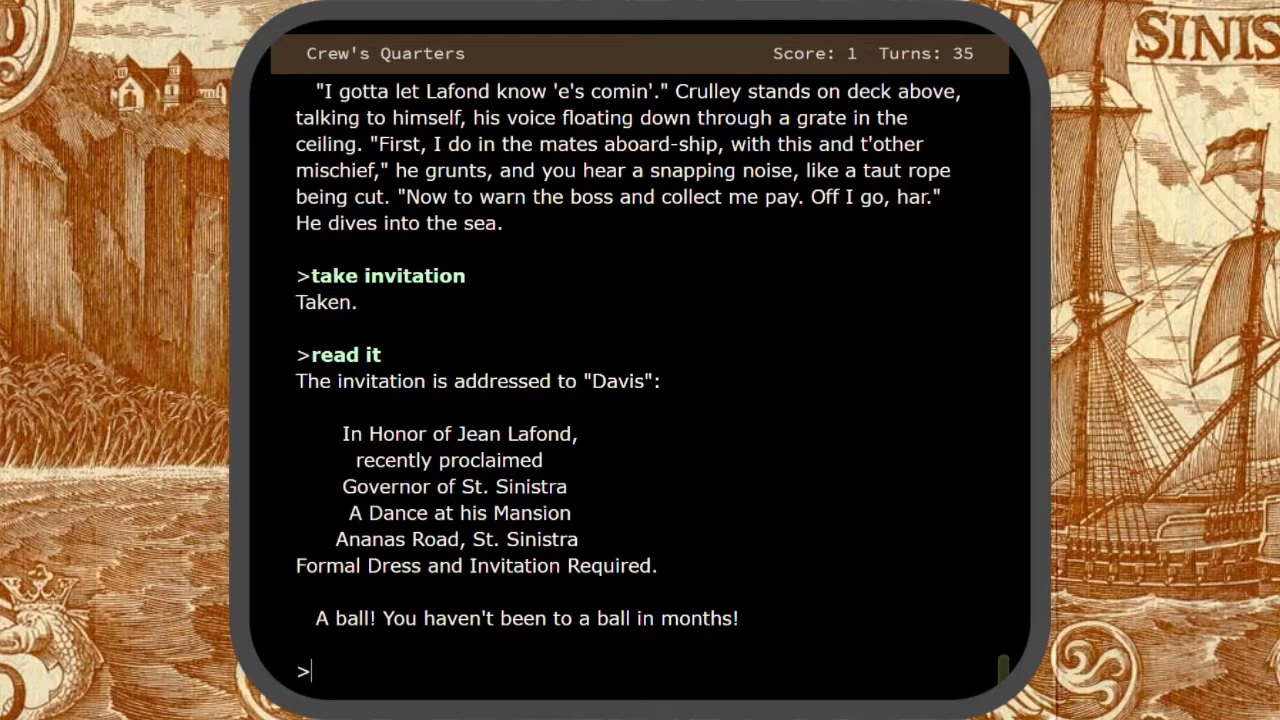 SINIS
Crew's Quarters Score: 1 Turns: 35
"I gotta let Lafond know 'e's comin'." Crulley stands on deck above,
talking to himself, his voice floating down through a grate in the
ceiling. "First, I do in the mates aboard-ship, with this and t'other
mischief," he grunts, and you hear a snapping noise, like a taut rope
being cut. "Now to warn the boss and collect me pay. Off I go, har."
He dives into the sea.
>take invitation
Taken.
>read it
The invitation is addressed to "Davis":
In Honor of Jean Lafond,
recently proclaimed
Governor of St. Sinistra
A Dance at his Mansion
Ananas Road, St. Sinistra
Formal Dress and Invitation Required.
A ball! You haven't been to a ball in months!
>